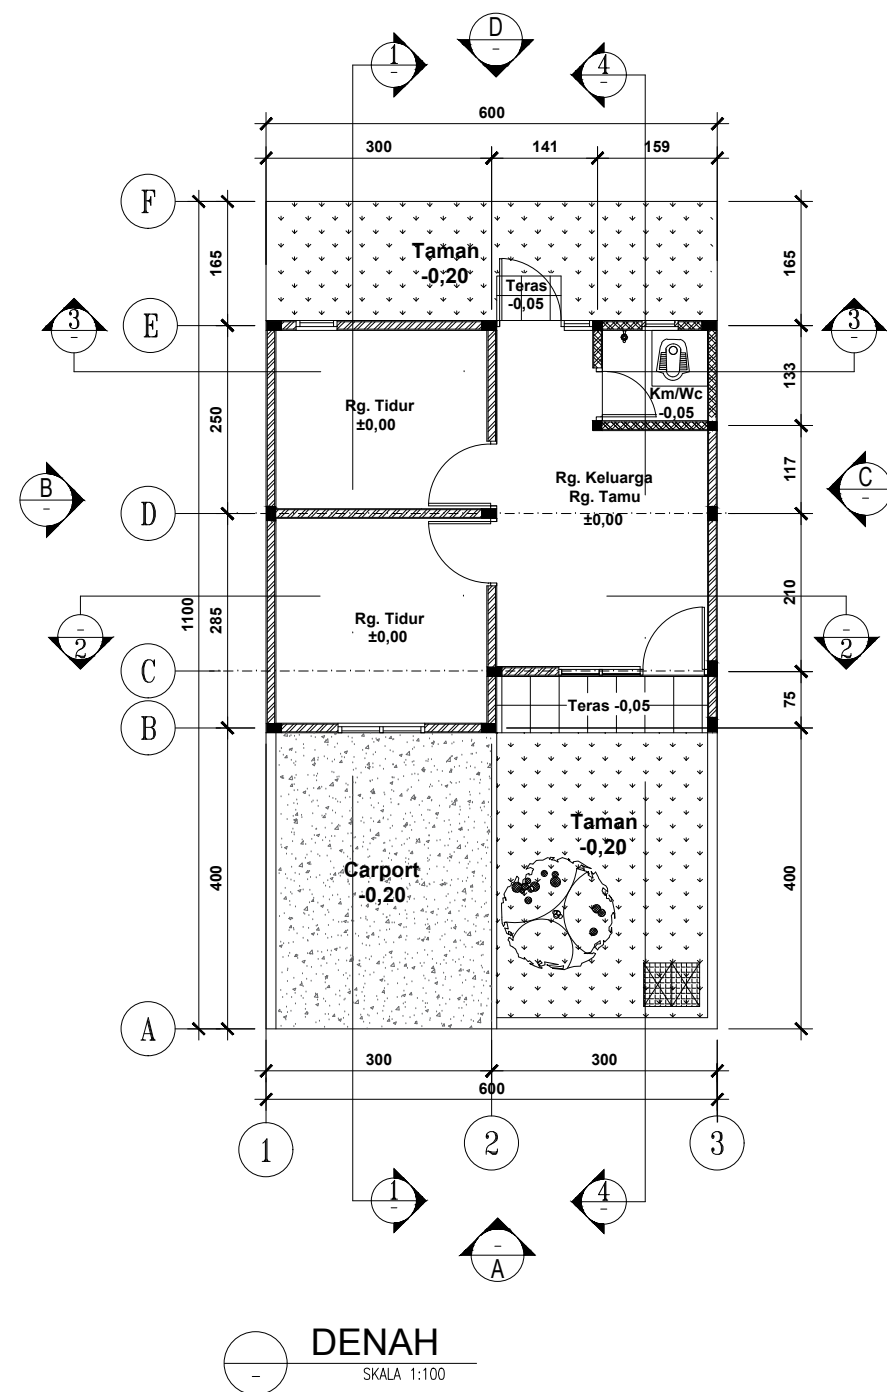 D
-
1
-
4
-
600
300
141
159
F
Taman
-0,20
Teras
-0,05
165
165
E
3
-
3
-
Km/Wc
-0,05
133
Rg. Tidur
±0,00
250
117
Rg. Keluarga
Rg. Tamu
±0,00
B
-
C
-
D
1100
285
210
Rg. Tidur
±0,00
-
2
-
2
C
75
Teras -0,05
B
Taman
-0,20
Carport
-0,20
400
400
A
300
300
600
1
2
3
1
-
4
-
-
A
DENAH
-
SKALA 1:100